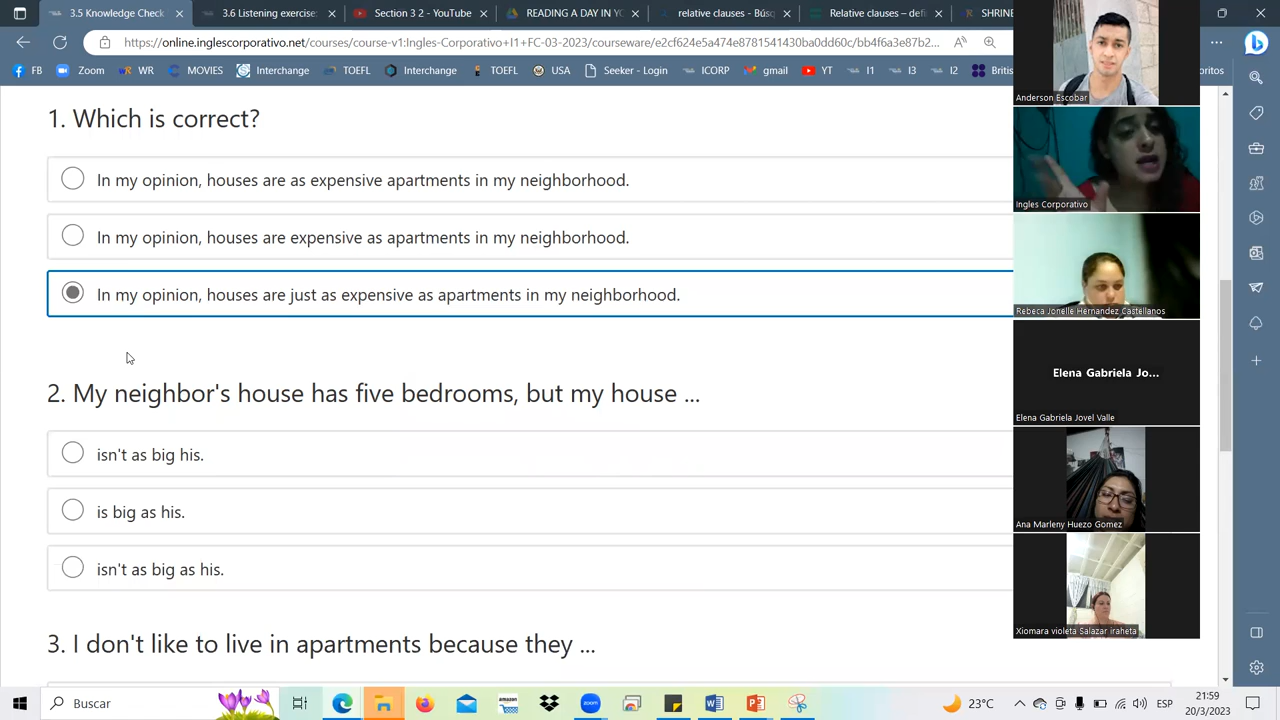 3.5 Knowledge Check
3.6 Listening exercise
Section 3 2 - YouTube
READING A DAY IN Y
relative clauses - Búsq
Relative clauses – defi
SHRINE
https://online.inglescorporativo.net/courses/course-v1:Ingles-Corporativo+I1+FC-03-2023/courseware/e2cf624e5a474e8781541430ba0dd60c/bb4f6a3e87b2...
FB
Zoom
WR
MOVIES
Interchange
TOEFL
Interchange
TOEFL
USA
Seeker - Login
ICORP
gmail
YT
I1
I3
I2
Britis
oritos
1. Which is correct?
In my opinion, houses are as expensive apartments in my neighborhood.
In my opinion, houses are expensive as apartments in my neighborhood.
In my opinion, houses are just as expensive as apartments in my neighborhood.
2. My neighbor's house has five bedrooms, but my house ...
isn't as big his.
is big as his.
isn't as big as his.
3. I don't like to live in apartments because they ...
Anderson Escobar
Ingles Corporativo
Rebeca Jonelle Hernandez Castellanos
Elena Gabriela Jo...
Elena Gabriela Jovel Valle
Ana Marleny Huezo Gomez
Xiomara violeta Salazar iraheta
Buscar
amazon
zoom
23°C
ESP
21:59
20/3/2023